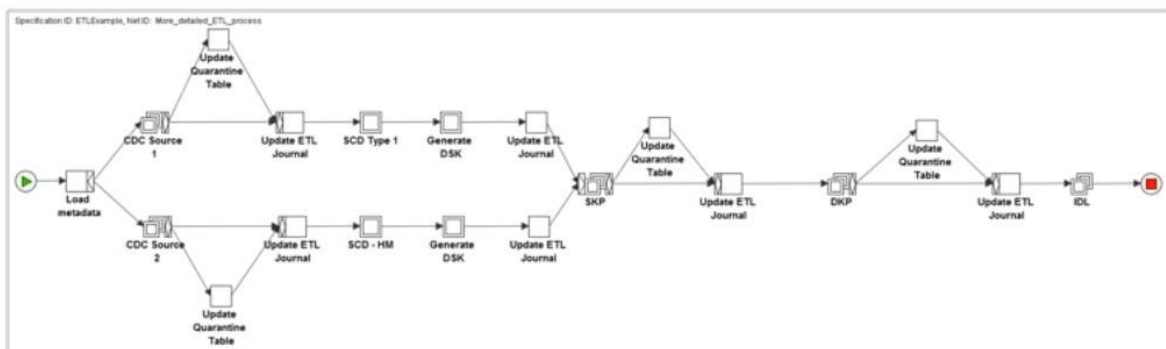 Specification ID: ETLExample, Net ID: More_detailed_ETL_process
Update
Quarantine
Table
CDC Source
1
Update ETL
Journal
SCD Type 1
Generate
DSK
Update ETL
Journal
Update
Quarantine
Table
Update
Quarantine
Table
Load
metadata
SKP
Update ETL
Journal
DKP
Update ETL
Journal
IDL
CDC Source
2
Update ETL
Journal
SCD - HM
Generate
DSK
Update ETL
Journal
Update
Quarantine
Table